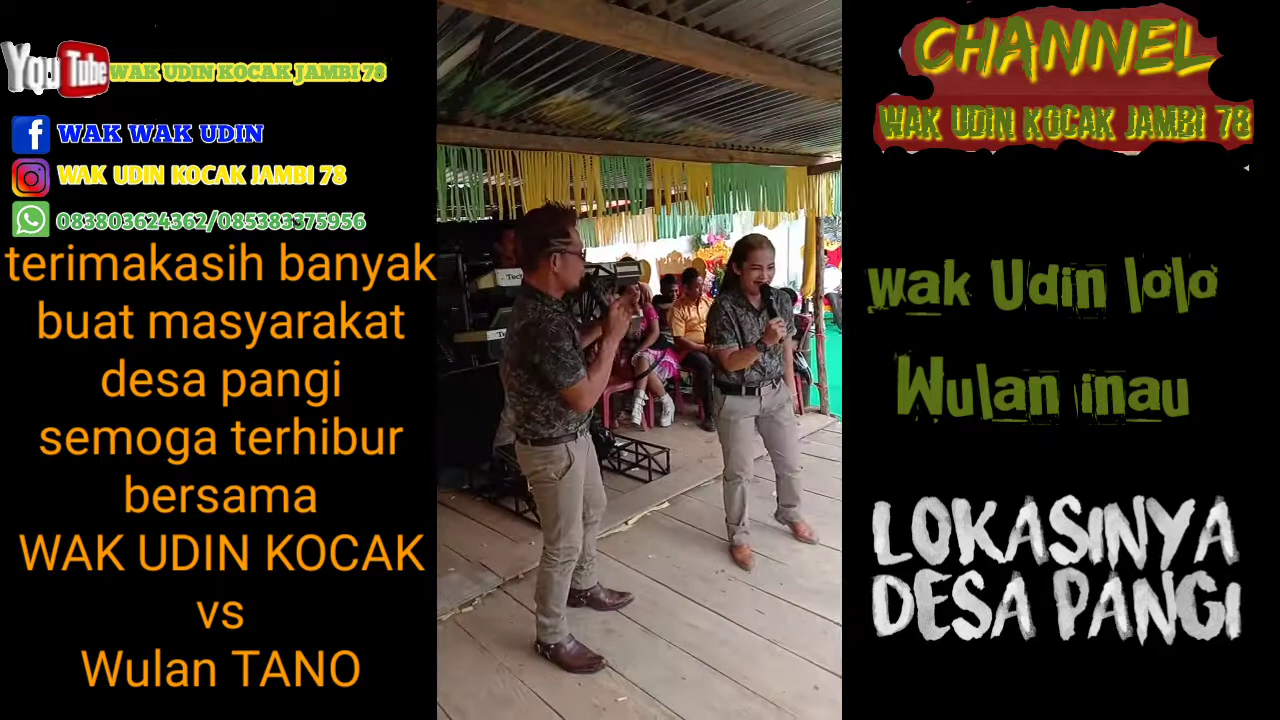 YouTube WAK UDIN KOCAK JAMBI 78
WAK WAK UDIN
WAK UDIN KOCAK JAMBI 78
083803624362/085383375956
terimakasih banyak
buat masyarakat
desa pangi
semoga terhibur
bersama
WAK UDIN KOCAK
vs
Wulan TANO
Tech
CHANNEL
WAK UDIN KOCAK JAMBI 78
wak Udin lolo
Wulan inau
LOKASINYA
DESA PANGI